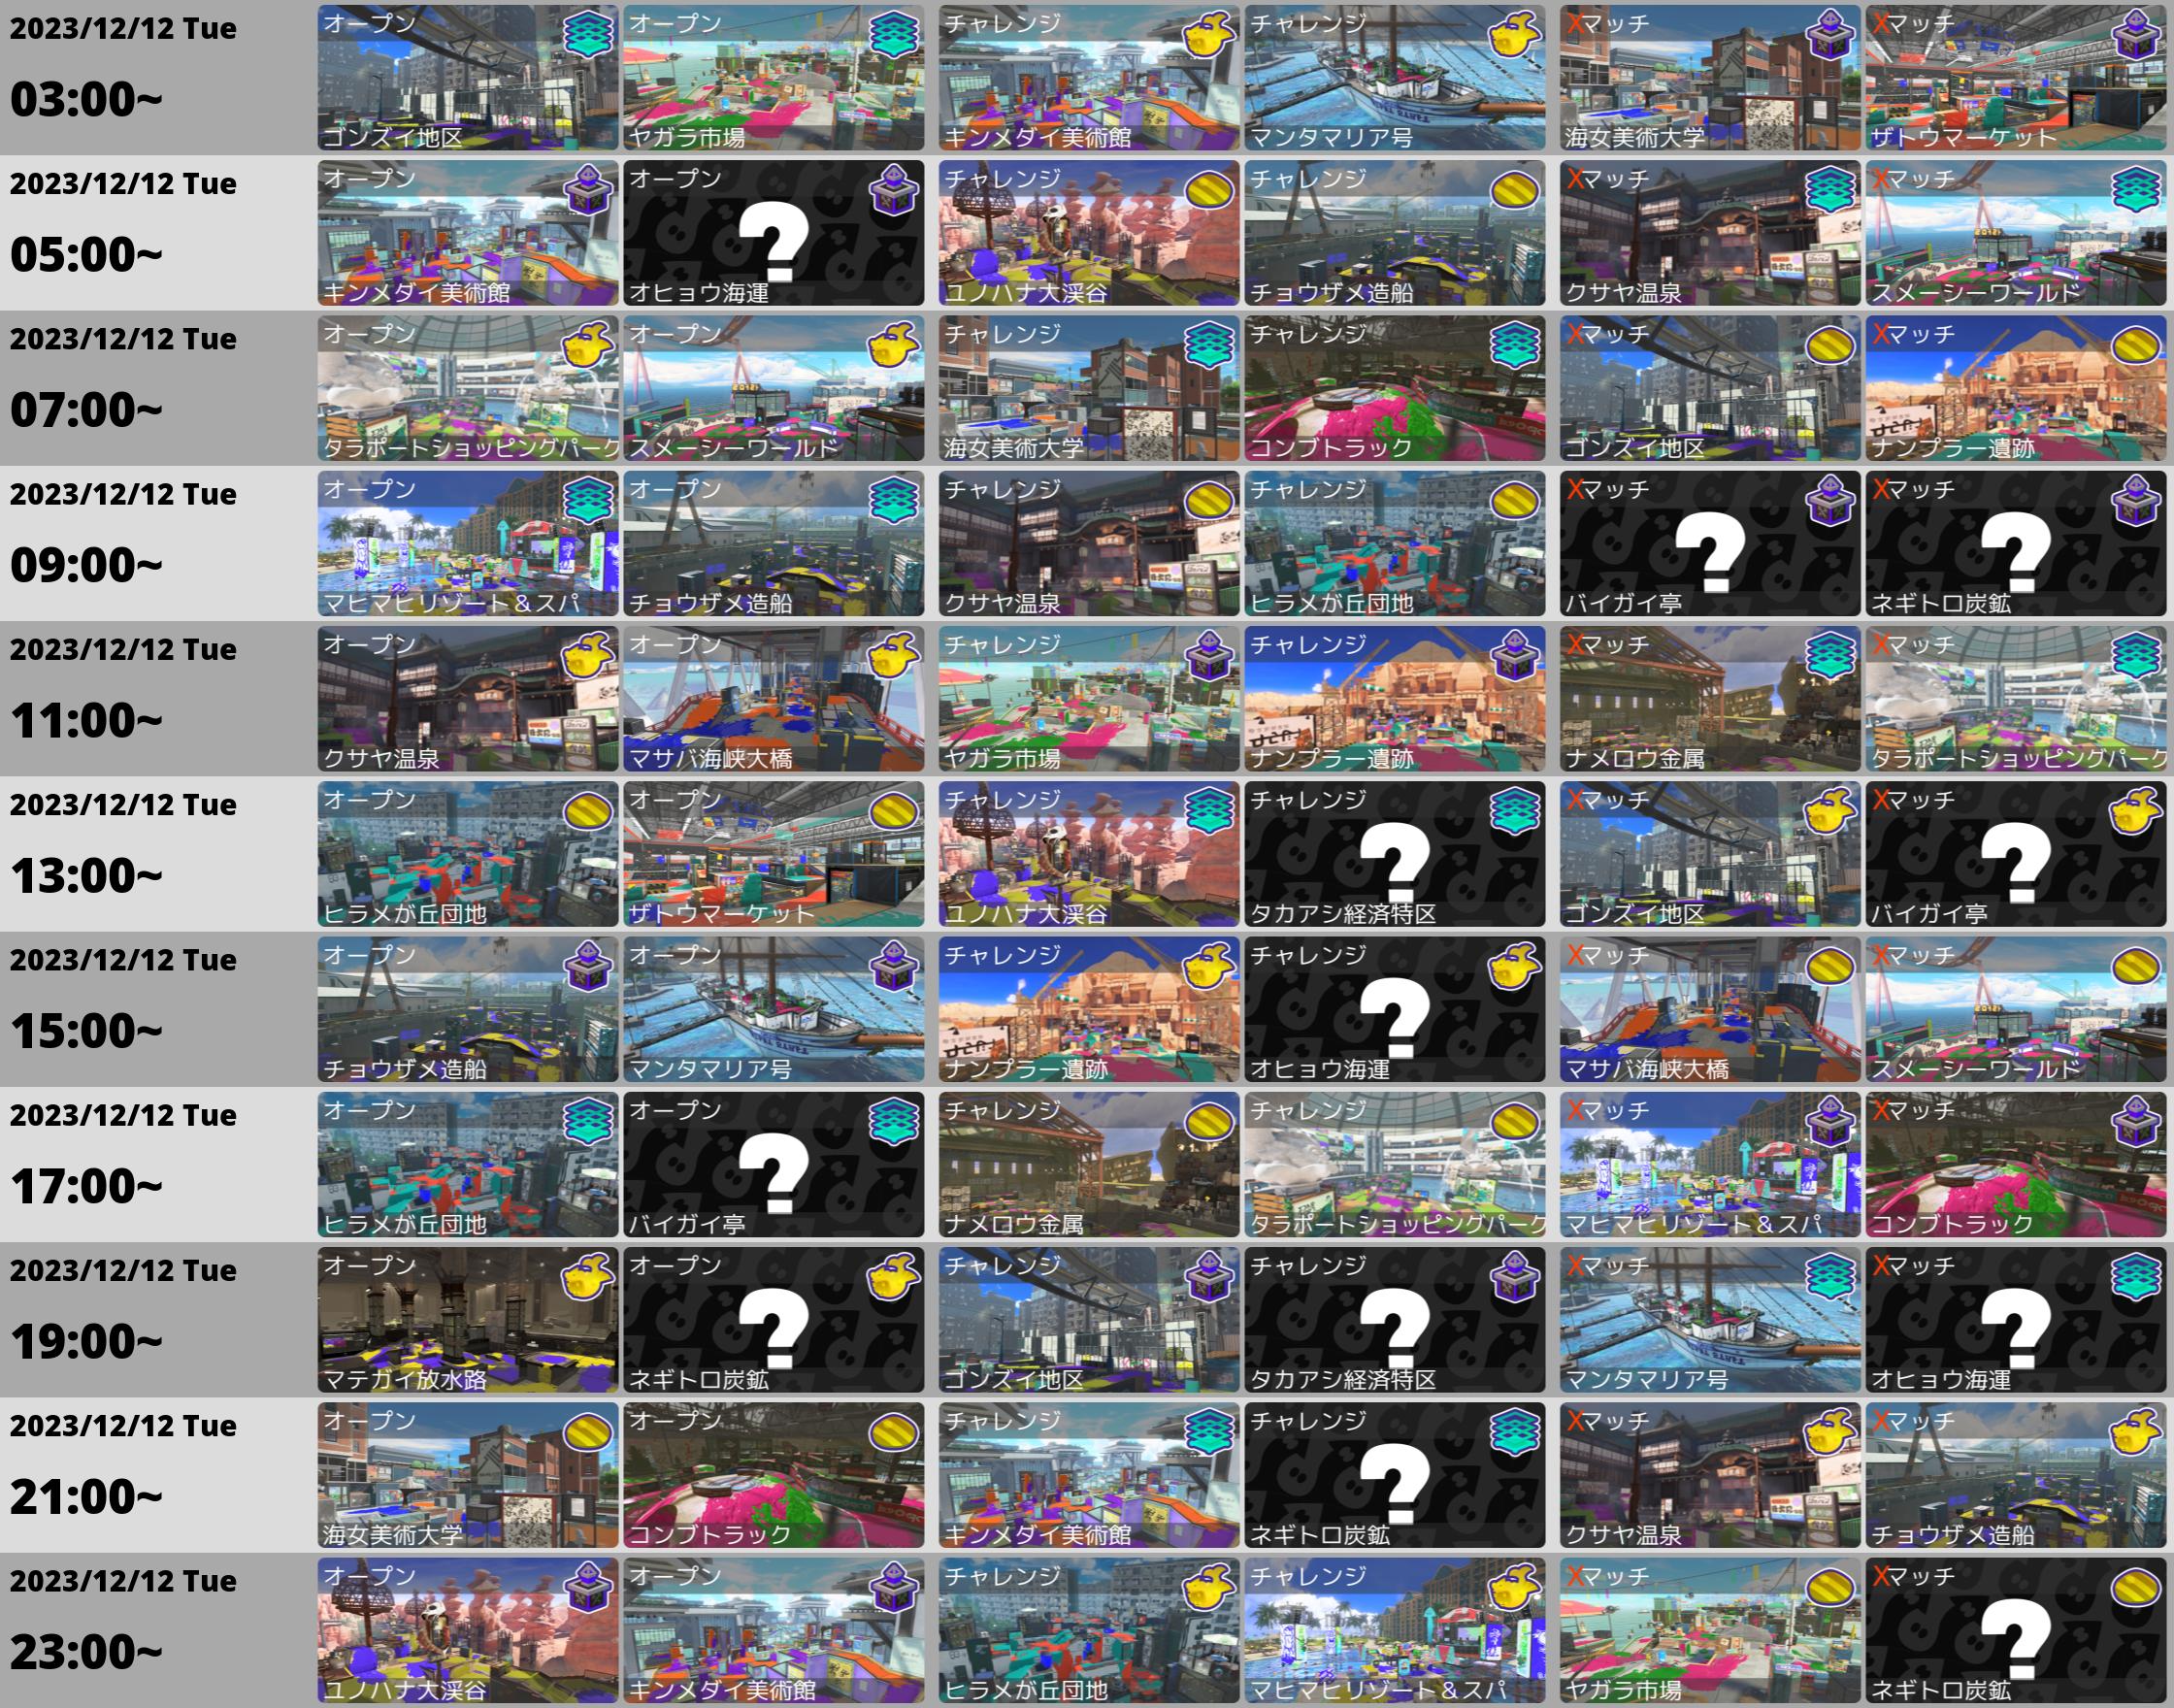 2023/12/12 Tue
03:00~
オープン
ゴンズイ地区
オープン
ヤガラ市場
チャレンジ
キンメダイ美術館
チャレンジ
マンタマリア号
Xマッチ
海女美術大学
Xマッチ
ザトウマーケット
2023/12/12 Tue
05:00~
オープン
キンメダイ美術館
オープン
?
オヒョウ海運
チャレンジ
ユノハナ大渓谷
チャレンジ
チョウザメ造船
Xマッチ
クサヤ温泉
Xマッチ
スメーシーワールド
2023/12/12 Tue
07:00~
オープン
タラポートショッピングパーク
オープン
スメーシーワールド
チャレンジ
海女美術大学
チャレンジ
コンブトラック
Xマッチ
ゴンズイ地区
Xマッチ
ナンプラー遺跡
2023/12/12 Tue
09:00~
オープン
マヒマヒリゾート＆スパ
オープン
チョウザメ造船
チャレンジ
クサヤ温泉
チャレンジ
ヒラメが丘団地
Xマッチ
?
バイガイ亭
Xマッチ
?
ネギトロ炭鉱
2023/12/12 Tue
11:00~
オープン
クサヤ温泉
オープン
マサバ海峡大橋
チャレンジ
ヤガラ市場
チャレンジ
ナンプラー遺跡
Xマッチ
ナメロウ金属
Xマッチ
タラポートショッピングパーク
2023/12/12 Tue
13:00~
オープン
ヒラメが丘団地
オープン
ザトウマーケット
チャレンジ
ユノハナ大渓谷
チャレンジ
?
タカアシ経済特区
Xマッチ
ゴンズイ地区
Xマッチ
?
バイガイ亭
2023/12/12 Tue
15:00~
オープン
チョウザメ造船
オープン
マンタマリア号
チャレンジ
ナンプラー遺跡
チャレンジ
?
オヒョウ海運
Xマッチ
マサバ海峡大橋
Xマッチ
スメーシーワールド
2023/12/12 Tue
17:00~
オープン
ヒラメが丘団地
オープン
?
バイガイ亭
チャレンジ
ナメロウ金属
チャレンジ
タラポートショッピングパーク
Xマッチ
マヒマヒリゾート＆スパ
Xマッチ
コンブトラック
2023/12/12 Tue
19:00~
オープン
マテガイ放水路
オープン
?
ネギトロ炭鉱
チャレンジ
ゴンズイ地区
チャレンジ
?
タカアシ経済特区
Xマッチ
マンタマリア号
Xマッチ
?
オヒョウ海運
2023/12/12 Tue
21:00~
オープン
海女美術大学
オープン
コンブトラック
チャレンジ
キンメダイ美術館
チャレンジ
?
ネギトロ炭鉱
Xマッチ
クサヤ温泉
Xマッチ
チョウザメ造船
2023/12/12 Tue
23:00~
オープン
ユノハナ大渓谷
オープン
キンメダイ美術館
チャレンジ
ヒラメが丘団地
チャレンジ
マヒマヒリゾート＆スパ
Xマッチ
ヤガラ市場
Xマッチ
?
ネギトロ炭鉱